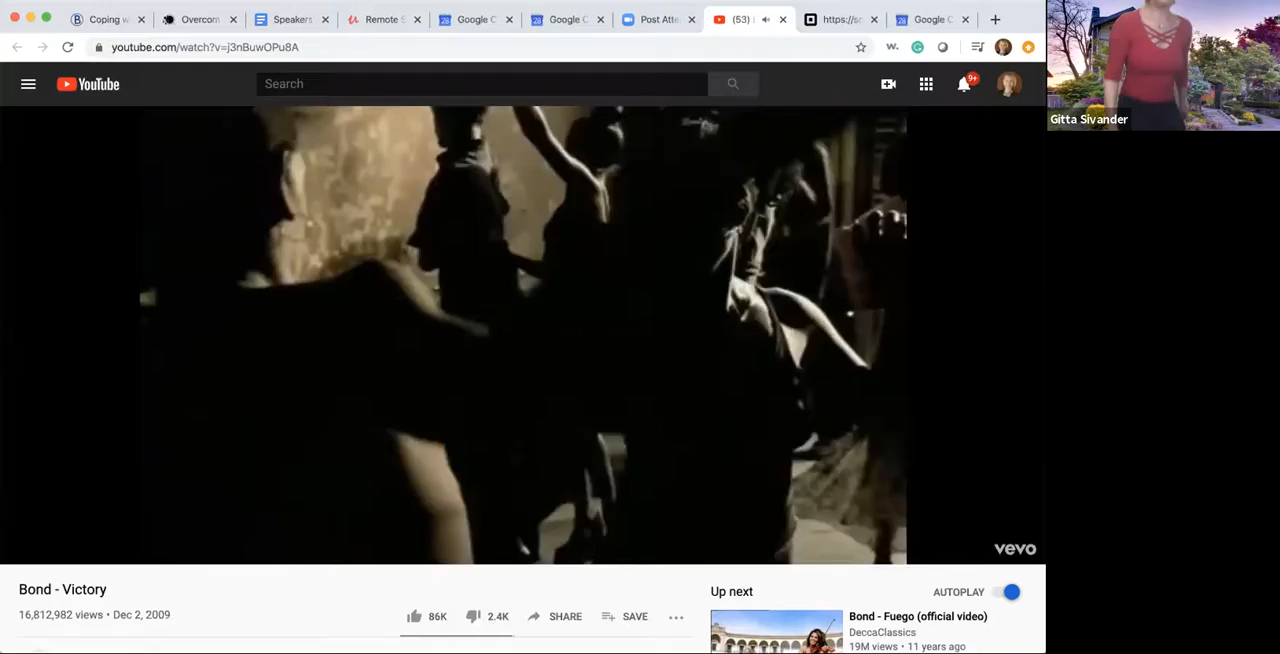 Coping w
Overcom
Speakers
Remote S
Google C
Google C
Post Atte
(53)
https://se
Google C
youtube.com/watch?v=j3nBuwOPu8A
W.
YouTube
Search
9+
Gitta Sivander
vevo
Bond - Victory
16,812,982 views • Dec 2, 2009
86K
2.4K
SHARE
SAVE
Up next
AUTOPLAY
Bond - Fuego (official video)
DeccaClassics
19M views • 11 years ago